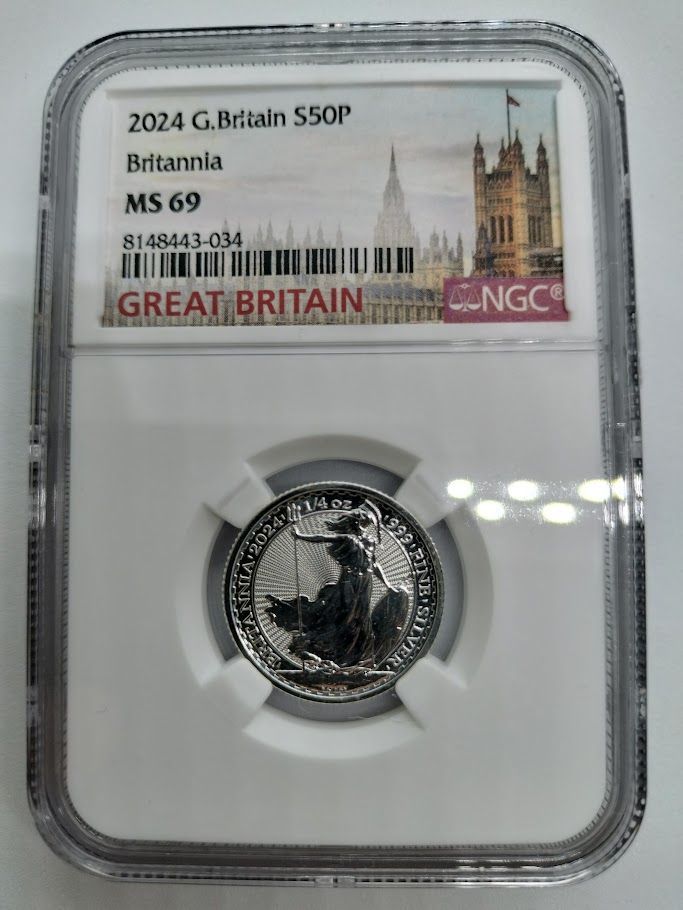 2024 G.Britain S50P
Britannia
MS 69
8148443-034
GREAT BRITAIN
NGC®
BRITANNIA 2024 1/4 oz 999 FINE SILVER